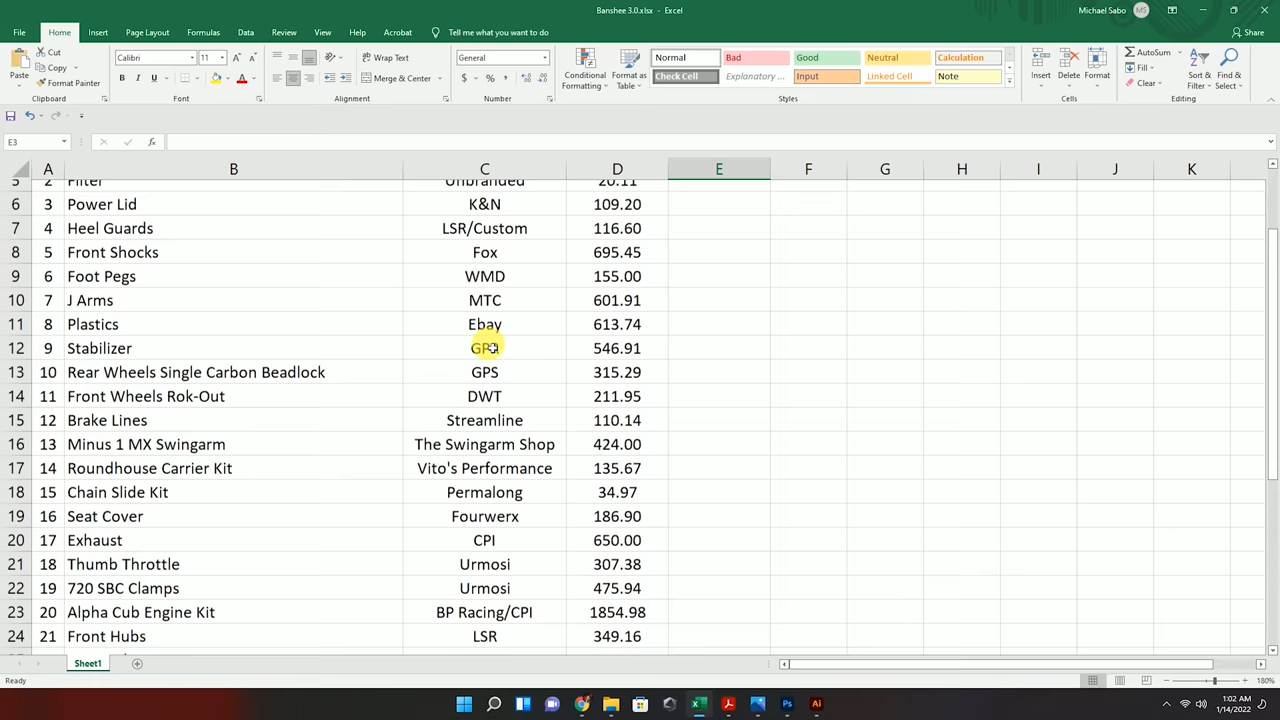 Banshee 3.0.xlsx - Excel
Michael Sabo MS
File Home Insert Page Layout Formulas Data Review View Help Acrobat Tell me what you want to do Share
Paste Cut Copy Format Painter Clipboard
Calibri 11 B I U A Font
Wrap Text Merge & Center Alignment
General $ % Number
Conditional Formatting Format as Table
Normal Bad Good Neutral Calculation
Check Cell Explanatory... Input Linked Cell Note
Styles
Insert Delete Format Cells
AutoSum Fill Clear Sort & Filter Find & Select Editing
E3 fx
A B C D E F G H I J K
5 2 Filter Unbranded 20.11
6 3 Power Lid K&N 109.20
7 4 Heel Guards LSR/Custom 116.60
8 5 Front Shocks Fox 695.45
9 6 Foot Pegs WMD 155.00
10 7 J Arms MTC 601.91
11 8 Plastics Ebay 613.74
12 9 Stabilizer GPR 546.91
13 10 Rear Wheels Single Carbon Beadlock GPS 315.29
14 11 Front Wheels Rok-Out DWT 211.95
15 12 Brake Lines Streamline 110.14
16 13 Minus 1 MX Swingarm The Swingarm Shop 424.00
17 14 Roundhouse Carrier Kit Vito's Performance 135.67
18 15 Chain Slide Kit Permalong 34.97
19 16 Seat Cover Fourwerx 186.90
20 17 Exhaust CPI 650.00
21 18 Thumb Throttle Urmosi 307.38
22 19 720 SBC Clamps Urmosi 475.94
23 20 Alpha Cub Engine Kit BP Racing/CPI 1854.98
24 21 Front Hubs LSR 349.16
Sheet1
Ready 180%
1:02 AM
1/14/2022